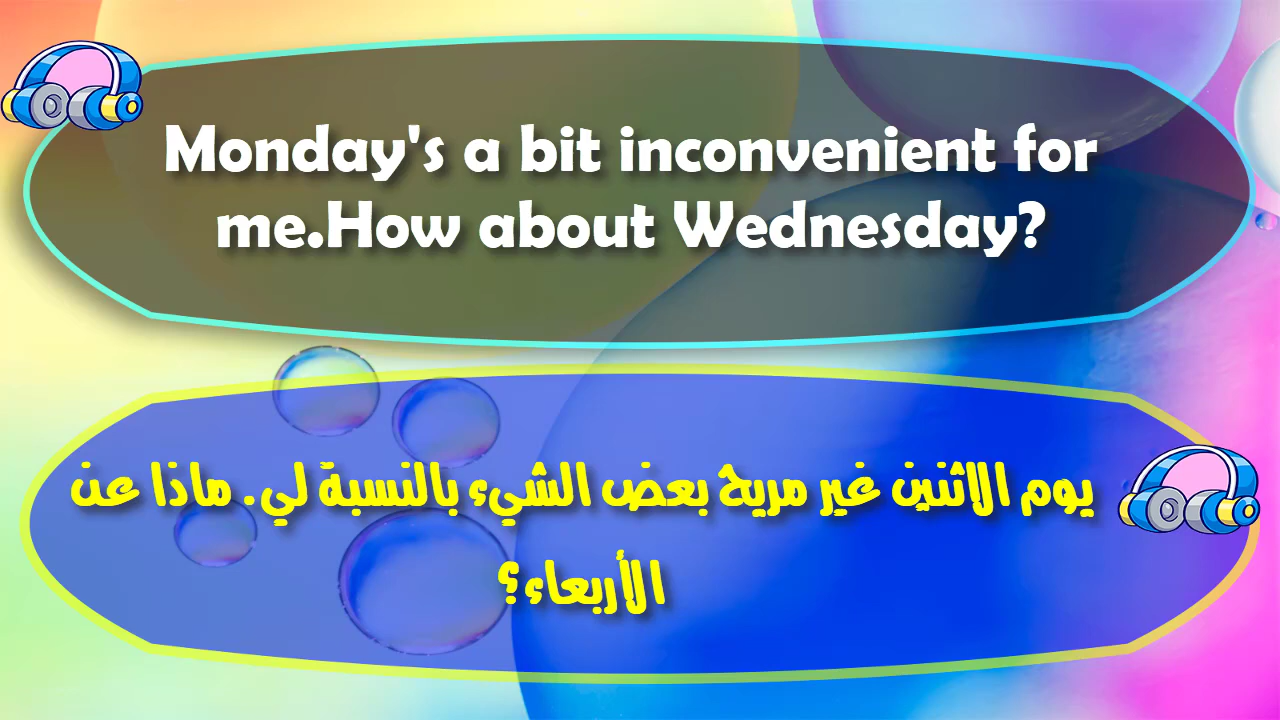 Monday's a bit inconvenient for
me.How about Wednesday?
يوم الاثنين غير مريح بعض الشيء بالنسبة لي. ماذا عن
الأربعاء؟